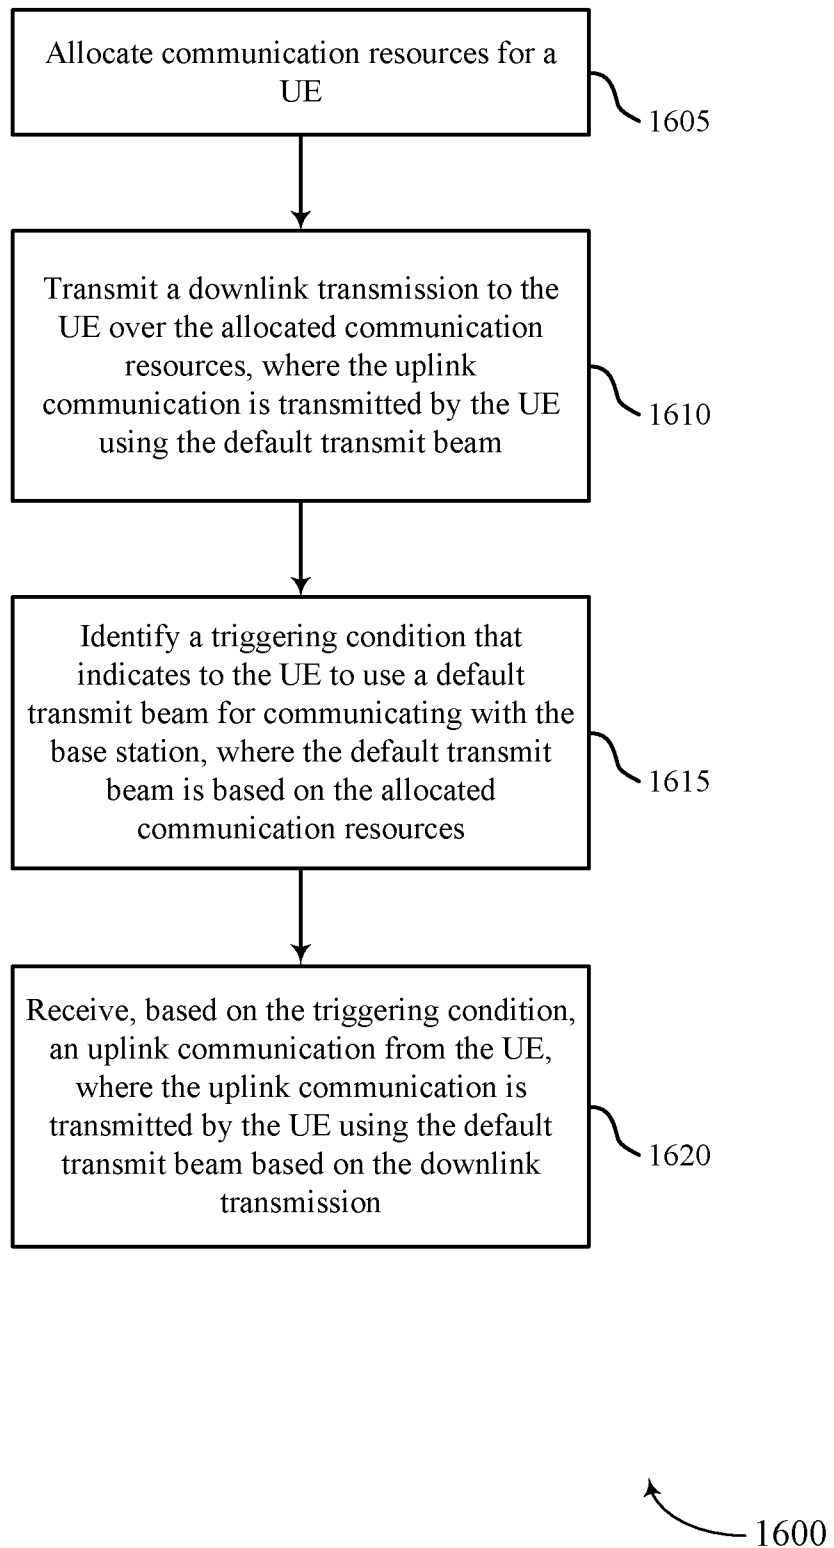 Allocate communication resources for a
UE
1605
Transmit a downlink transmission to the
UE over the allocated communication
resources, where the uplink
communication is transmitted by the UE
using the default transmit beam
1610
Identify a triggering condition that
indicates to the UE to use a default
transmit beam for communicating with the
base station, where the default transmit
beam is based on the allocated
communication resources
1615
Receive, based on the triggering condition,
an uplink communication from the UE,
where the uplink communication is
transmitted by the UE using the default
transmit beam based on the downlink
transmission
1620
1600